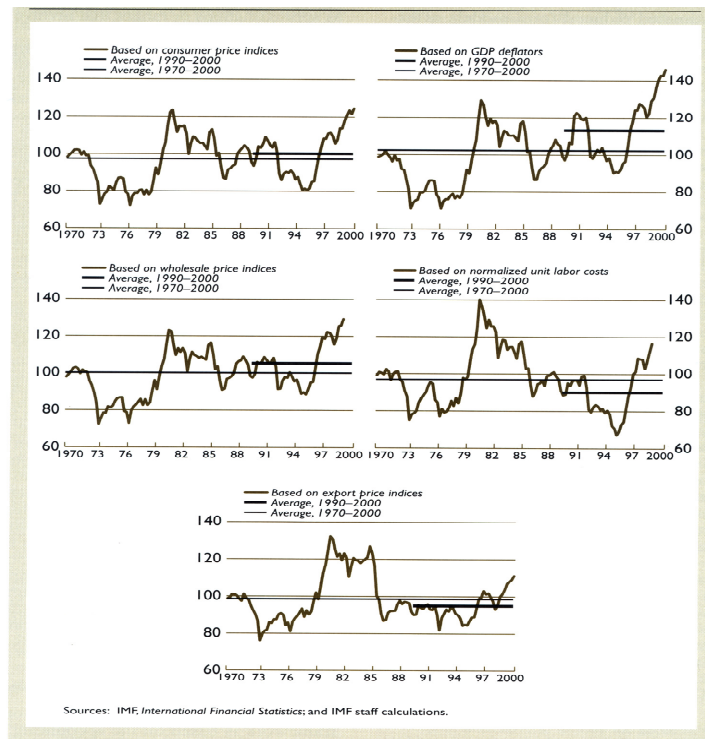 Based on consumer price indices
Average, 1990–2000
Average, 1970 2000
140
120
100
80
60
1970 73 76 79 82 85 88 91 94 97 2000
Based on GDP deflators
Average, 1990–2000
Average, 1970–2000
140
120
100
80
60
1970 73 76 79 82 85 88 91 94 97 2000
Based on wholesale price indices
Average, 1990–2000
Average, 1970–2000
140
120
100
80
60
1970 73 76 79 82 85 88 91 94 97 2000
Based on normalized unit labor costs
Average, 1990–2000
Average, 1970–2000
140
120
100
80
60
1970 73 76 79 82 85 88 91 94 97 2000
Based on export price indices
Average, 1990–2000
Average, 1970–2000
140
120
100
80
60
1970 73 76 79 82 85 88 91 94 97 2000
Sources: IMF, International Financial Statistics; and IMF staff calculations.